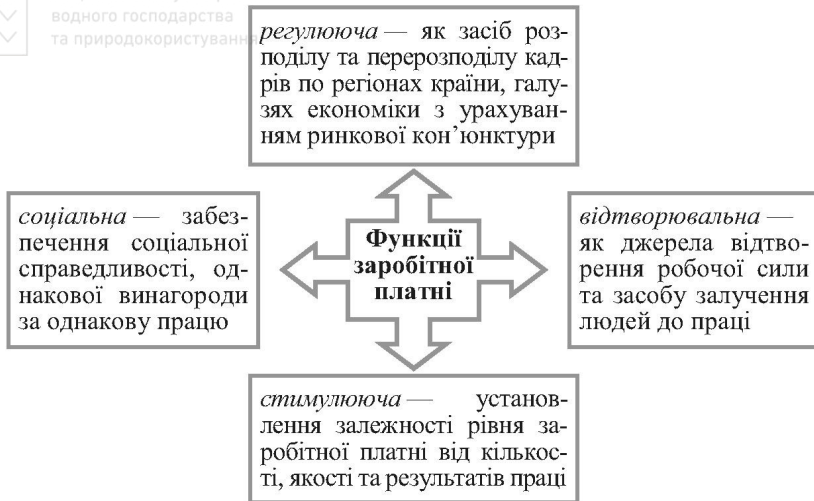 водного господарства
та природокористування
регулююча — як засіб роз-
поділу та перерозподілу кад-
рів по регіонах країни, галу-
зях економіки з урахуван-
ням ринкової кон’юнктури
соціальна — забез-
печення соціальної
справедливості, од-
накової винагороди
за однакову працю
Функції
заробітної
платні
відтворювальна —
як джерела відтво-
рення робочої сили
та засобу залучення
людей до праці
стимулююча — установ-
лення залежності рівня за-
робітної платні від кількос-
ті, якості та результатів праці